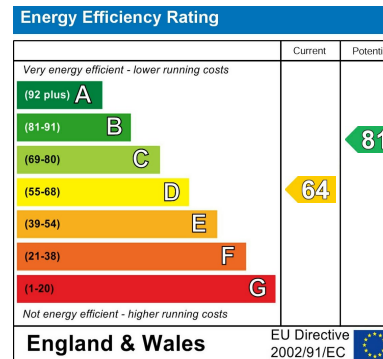 Energy Efficiency Rating
Current Potenti
Very energy efficient - lower running costs
(92 plus) A
(81-91) B
81
(69-80) C
(55-68) D
64
(39-54) E
(21-38) F
(1-20) G
Not energy efficient - higher running costs
England & Wales
EU Directive
2002/91/EC